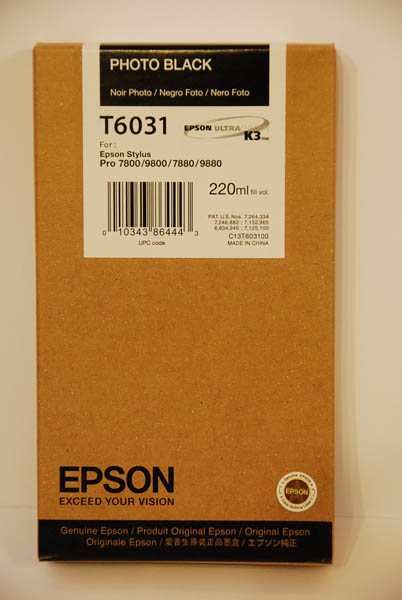 PHOTO BLACK
Noir Photo / Negro Foto / Nero Foto
T6031
EPSON ULTRA
K3 INK
For :
Epson Stylus
Pro 7800/9800/7880/9880
220ml fill vol.
0 10343 86444 3
UPC code
PAT. U.S. Nos. 7,264,334
7,246,882 ; 7,152,965
6,834,945 ; 7,125,100
C13T603100
MADE IN CHINA
EPSON
EXCEED YOUR VISION
Genuine Epson
EPSON
Genuine Epson / Produit Original Epson / Original Epson
Originale Epson / 爱普生原装正品墨盒 / エプソン純正